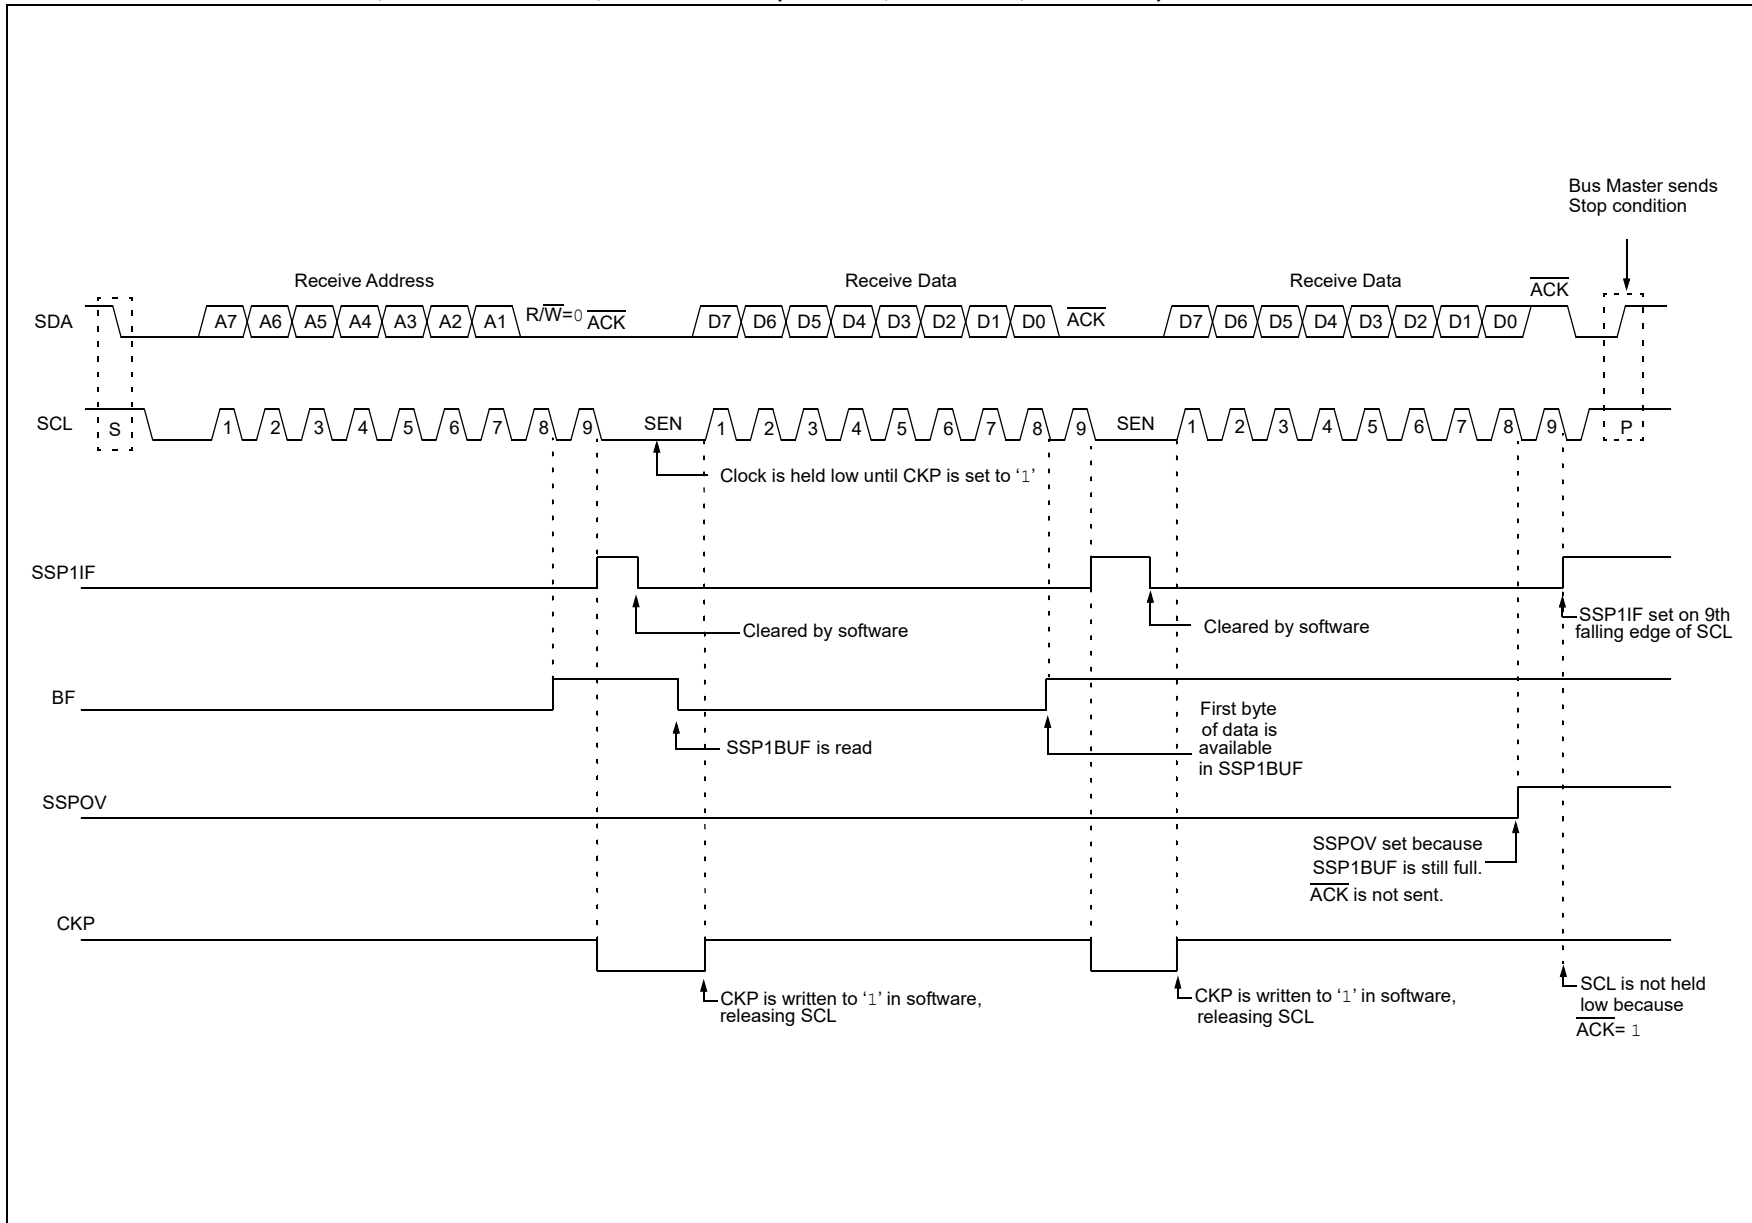 Bus Master sends
Stop condition
Receive Address
Receive Data
Receive Data
ACK
SDA
A7 A6 A5 A4 A3 A2 A1 R/W=0 ACK D7 D6 D5 D4 D3 D2 D1 D0 ACK D7 D6 D5 D4 D3 D2 D1 D0
SCL
S 1 2 3 4 5 6 7 8 9 SEN 1 2 3 4 5 6 7 8 9 SEN 1 2 3 4 5 6 7 8 9 P
Clock is held low until CKP is set to ‘1’
SSP1IF
Cleared by software
Cleared by software
SSP1IF set on 9th
falling edge of SCL
BF
SSP1BUF is read
First byte
of data is
available
in SSP1BUF
SSPOV
SSPOV set because
SSP1BUF is still full.
ACK is not sent.
CKP
CKP is written to ‘1’ in software,
releasing SCL
CKP is written to ‘1’ in software,
releasing SCL
SCL is not held
low because
ACK= 1